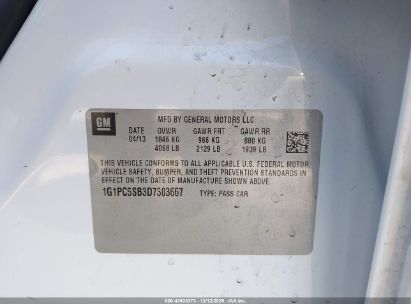 GM
MFD BY GENERAL MOTORS LLC
DATE GVWR GAWR FRT GAWR RR
04/13 1846 KG 966 KG 880 KG
4068 LB 2129 LB 1939 LB
THIS VEHICLE CONFORMS TO ALL APPLICABLE U.S. FEDERAL MOTOR
VEHICLE SAFETY, BUMPER, AND THEFT PREVENTION STANDARDS IN
EFFECT ON THE DATE OF MANUFACTURE SHOWN ABOVE.
1G1PC5SB3D7303667 TYPE: PASS CAR